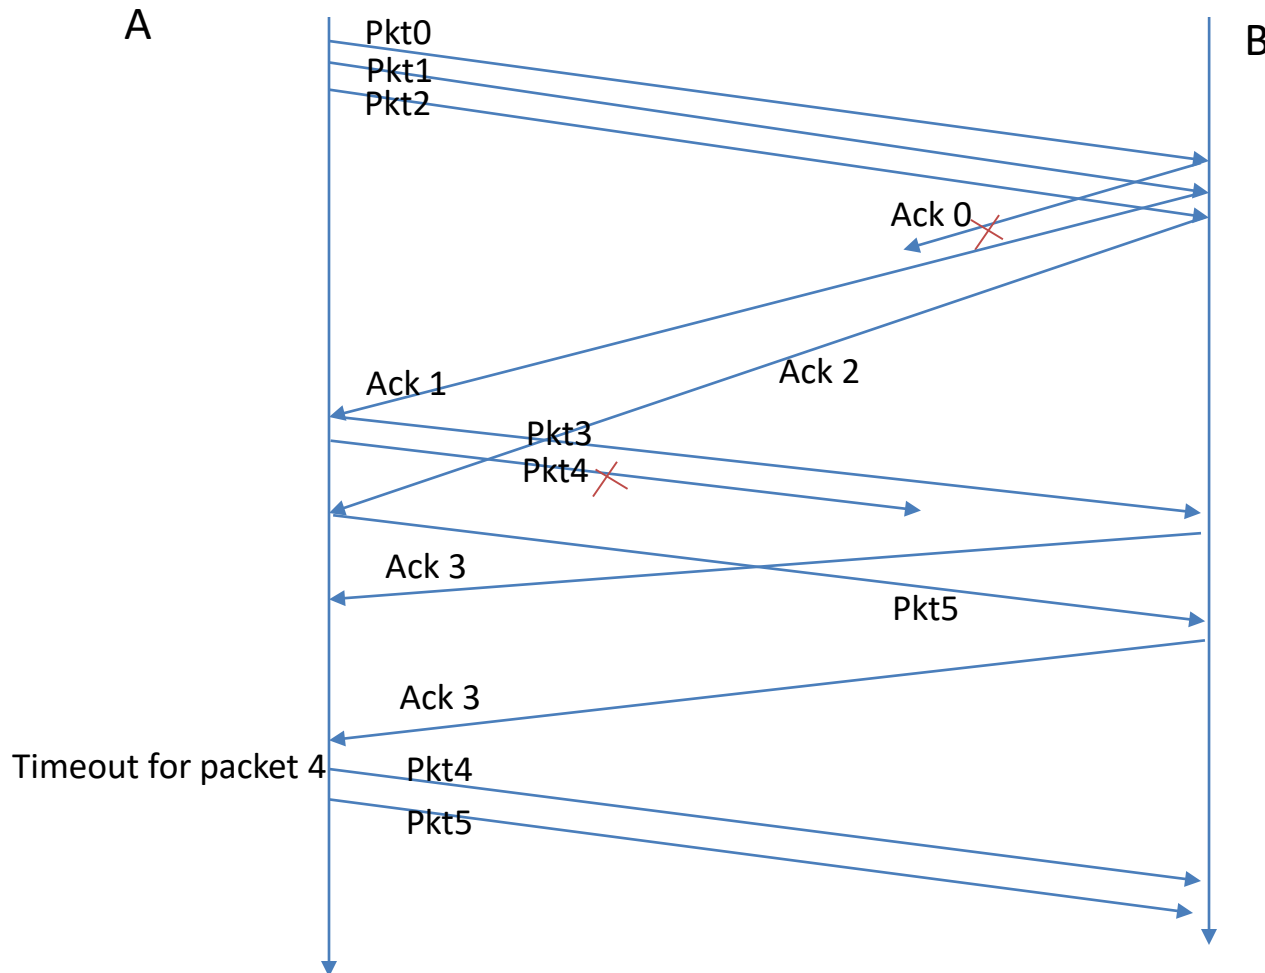 A
B
Pkt0
Pkt1
Pkt2
Ack 0
Ack 2
Ack 1
Pkt3
Pkt4
Ack 3
Pkt5
Ack 3
Timeout for packet 4
Pkt4
Pkt5